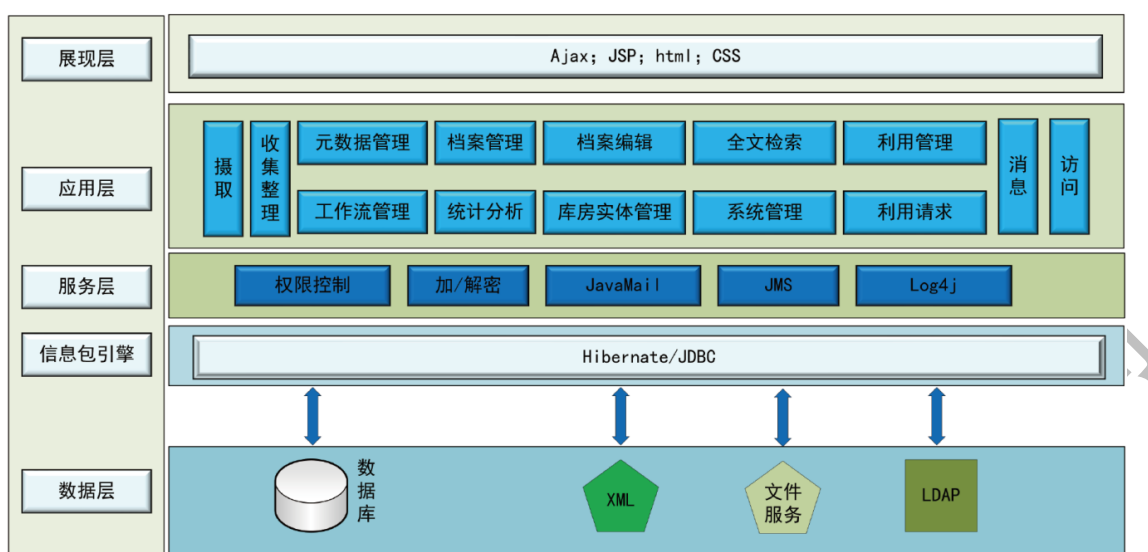 展现层
Ajax; JSP; html; CSS
应用层
摄取
收集整理
元数据管理
档案管理
档案编辑
全文检索
利用管理
工作流管理
统计分析
库房实体管理
系统管理
利用请求
消息
访问
服务层
权限控制
加/解密
JavaMail
JMS
Log4j
信息包引擎
Hibernate/JDBC
数据层
数据库
XML
文件
服务
LDAP